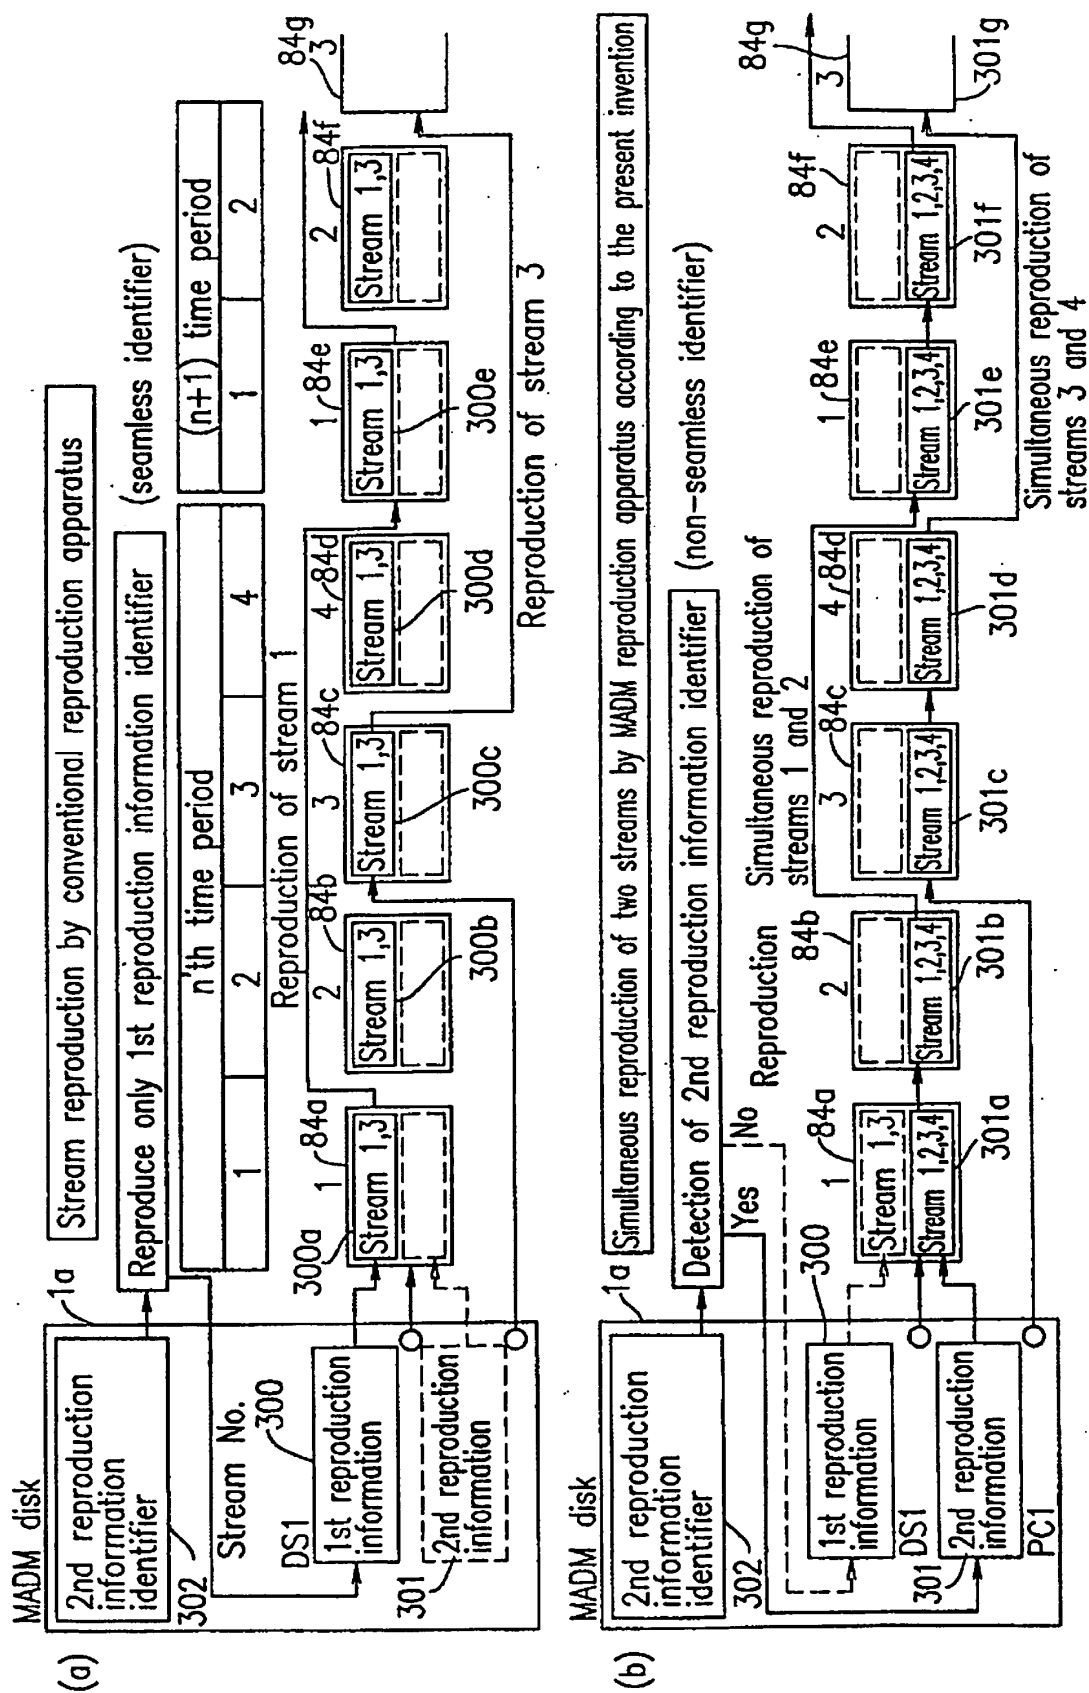 (a)
MADM disk
1a
Stream reproduction by conventional reproduction apparatus
2nd reproduction
information
identifier
302
Reproduce only 1st reproduction information identifier
(seamless identifier)
n'th time period
(n+1) time period
1
2
3
4
1
2
Stream No.
DS1
300
1st reproduction
information
301
2nd reproduction
information
Reproduction of stream 1
300a
1
84a
Stream 1,3
2
84b
Stream 1,3
300b
3
84c
Stream 1,3
300c
4
84d
Stream 1,3
300d
1
84e
Stream 1,3
300e
2
84f
Stream 1,3
84g
3
Reproduction of stream 3
(b)
MADM disk
1a
Simultaneous reproduction of two streams by MADM reproduction apparatus according to the present invention
2nd reproduction
information
identifier
302
Detection of 2nd reproduction information identifier
(non-seamless identifier)
Yes
No
300
1st reproduction
information
DS1
301
2nd reproduction
information
PC1
Reproduction
Simultaneous reproduction of
streams 1 and 2
1
84a
Stream 1,3
Stream 1,2,3,4
301a
2
84b
Stream 1,2,3,4
301b
3
84c
Stream 1,2,3,4
301c
4
84d
Stream 1,2,3,4
301d
1
84e
Stream 1,2,3,4
301e
2
84f
Stream 1,2,3,4
301f
84g
3
301g
Simultaneous reproduction of
streams 3 and 4